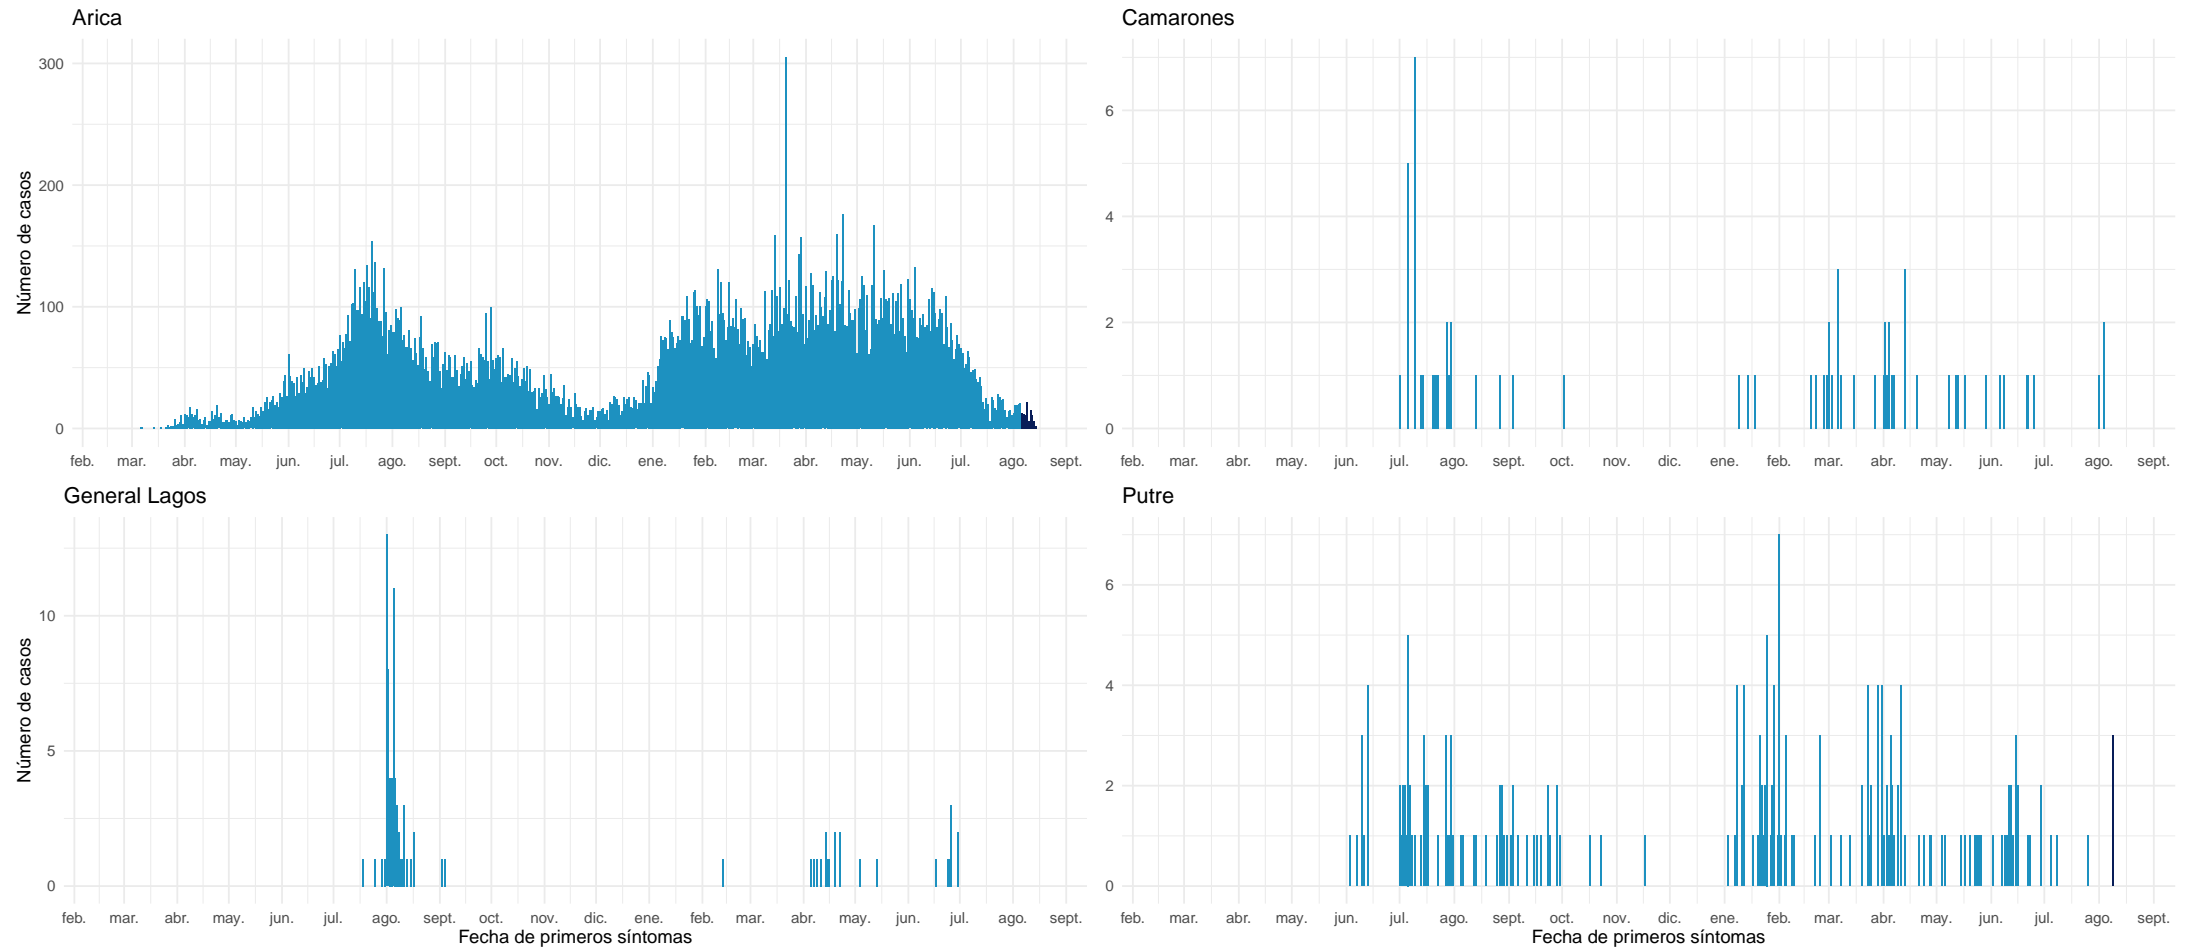 Arica
Número de casos
300
200
100
0
feb. mar. abr. may. jun. jul. ago. sept. oct. nov. dic. ene. feb. mar. abr. may. jun. jul. ago. sept.
Camarones
6
4
2
0
feb. mar. abr. may. jun. jul. ago. sept. oct. nov. dic. ene. feb. mar. abr. may. jun. jul. ago. sept.
General Lagos
Número de casos
10
5
0
feb. mar. abr. may. jun. jul. ago. sept. oct. nov. dic. ene. feb. mar. abr. may. jun. jul. ago. sept.
Fecha de primeros síntomas
Putre
6
4
2
0
feb. mar. abr. may. jun. jul. ago. sept. oct. nov. dic. ene. feb. mar. abr. may. jun. jul. ago. sept.
Fecha de primeros síntomas